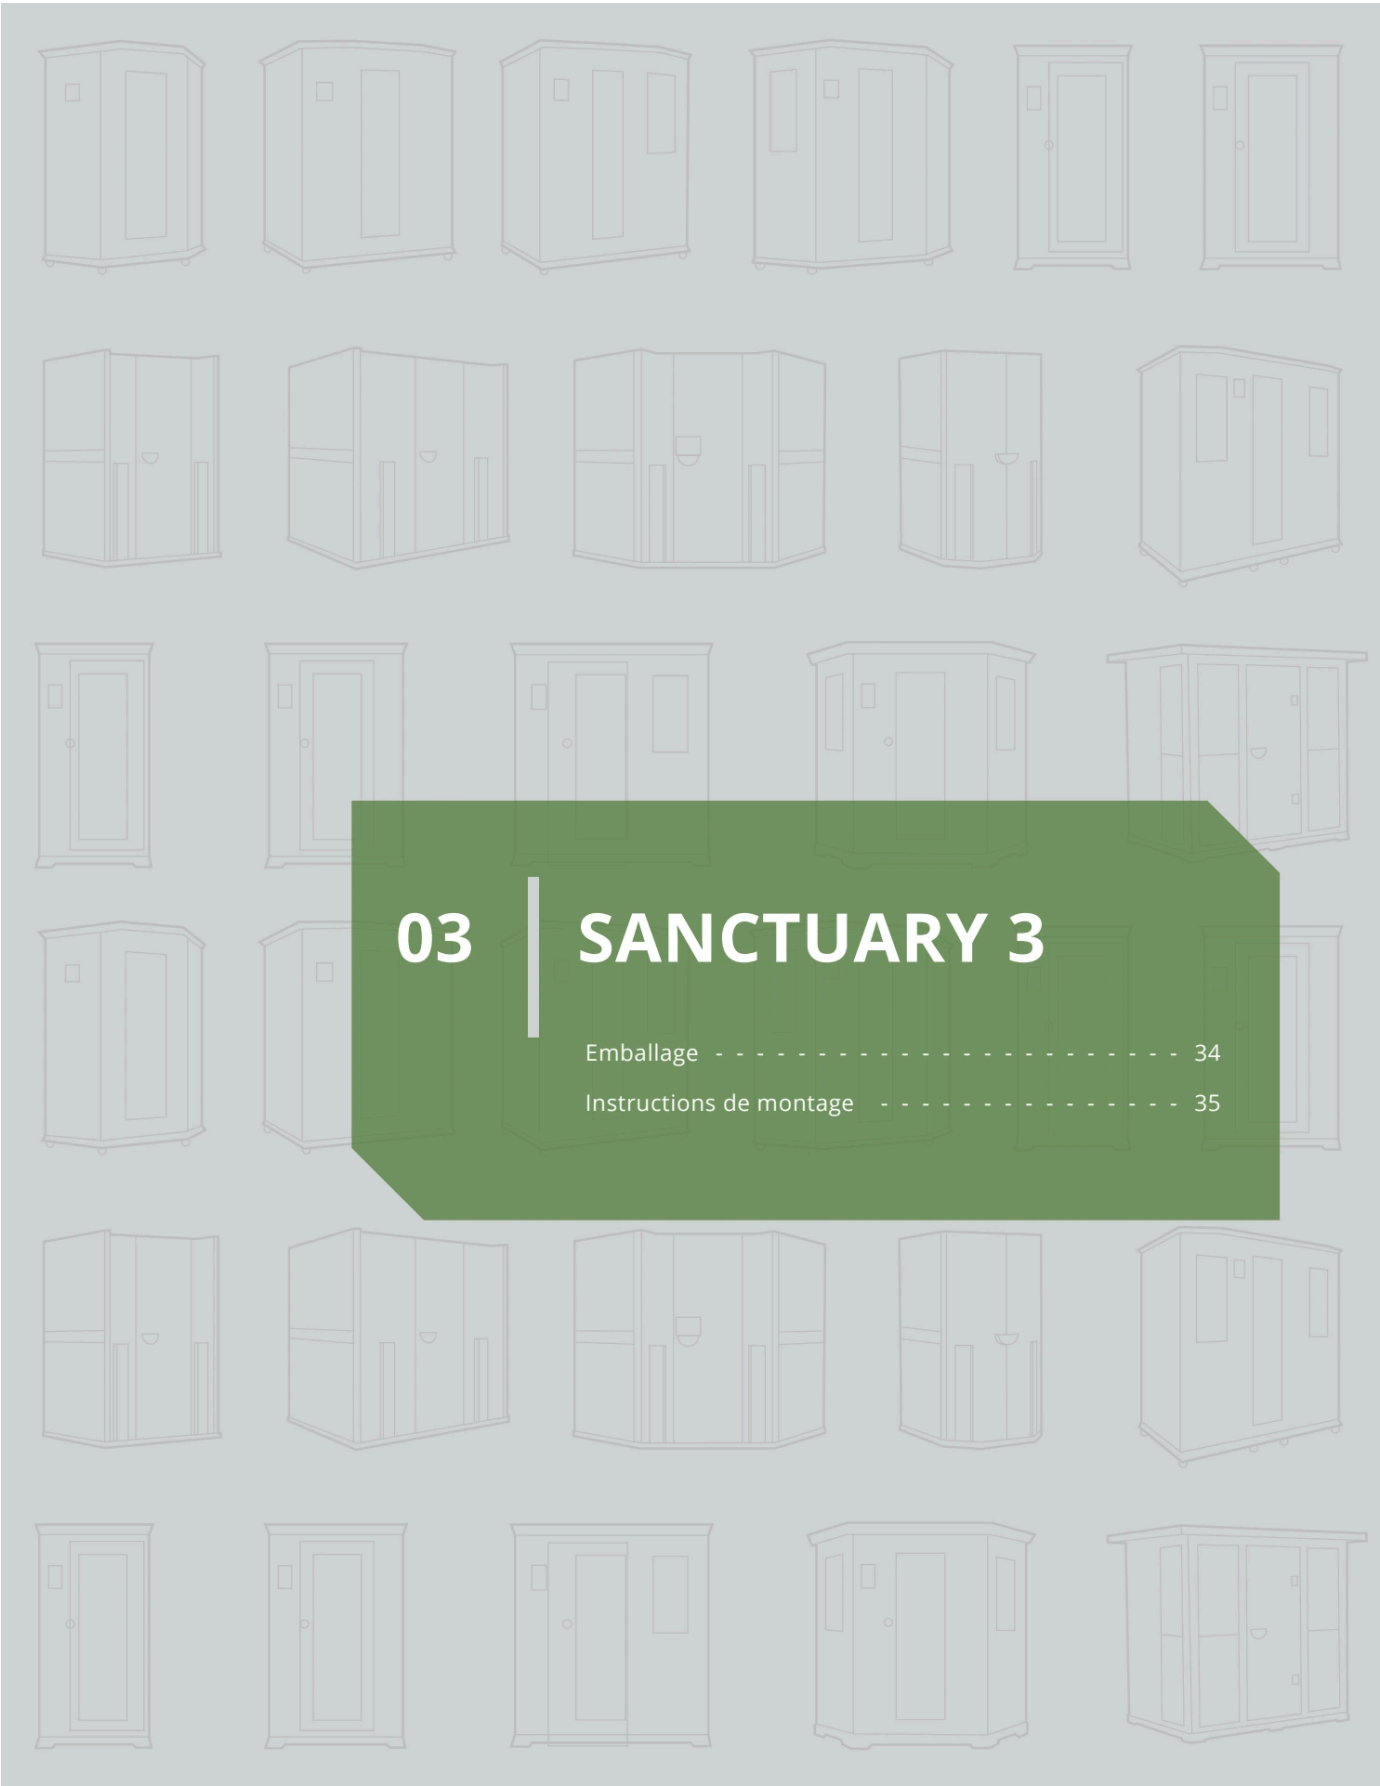 03
SANCTUARY 3
Emballage - - - - - - - - - - - - - - - - - - - - - - - 34
Instructions de montage - - - - - - - - - - - - - - - 35